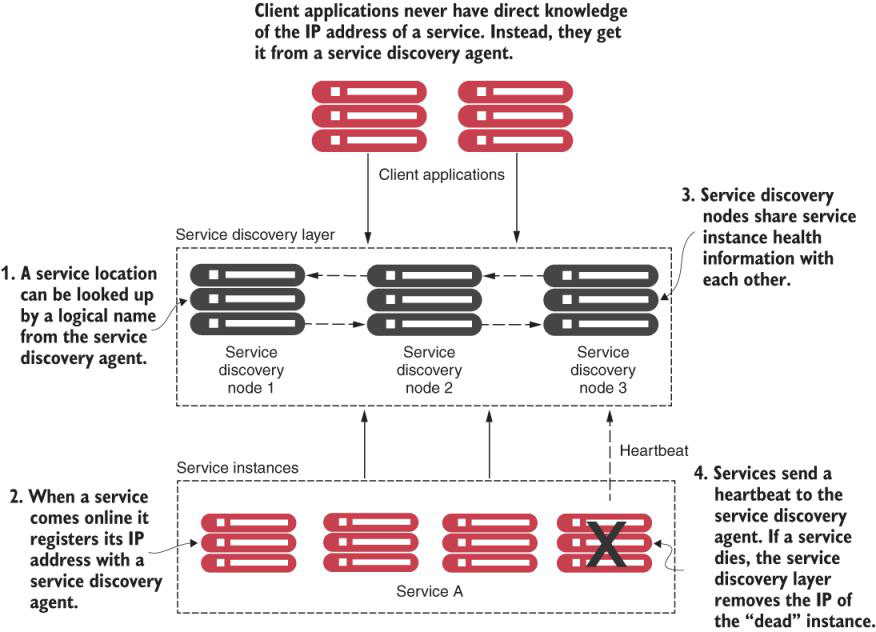 Client applications never have direct knowledge
of the IP address of a service. Instead, they get
it from a service discovery agent.
Client applications
3. Service discovery
nodes share service
instance health
information with
each other.
Service discovery layer
1. A service location
can be looked up
by a logical name
from the service
discovery agent.
Service
discovery
node 1
Service
discovery
node 2
Service
discovery
node 3
Heartbeat
Service instances
2. When a service
comes online it
registers its IP
address with a
service discovery
agent.
4. Services send a
heartbeat to the
service discovery
agent. If a service
dies, the service
discovery layer
removes the IP of
the “dead” instance.
X
Service A